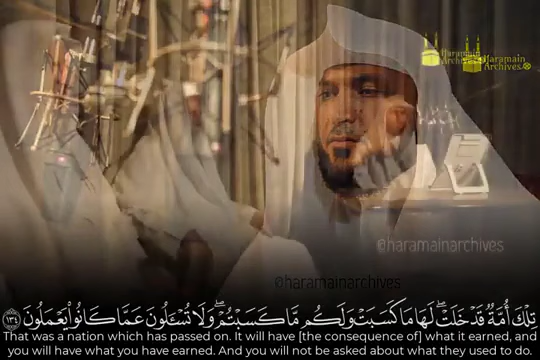 Haramain
Archives
Haramain
Archives
@haramainarchives
@haramainarchives
تِلْكَ أُمَّةٌ قَدْ خَلَتْ ۖ لَهَا مَا كَسَبَتْ وَلَكُم مَّا كَسَبْتُمْ ۖ وَلَا تُسْـَٔلُونَ عَمَّا كَانُوا۟ يَعْمَلُونَ ١٣٤
That was a nation which has passed on. It will have [the consequence of] what it earned, and
you will have what you have earned. And you will not be asked about what they used to do.